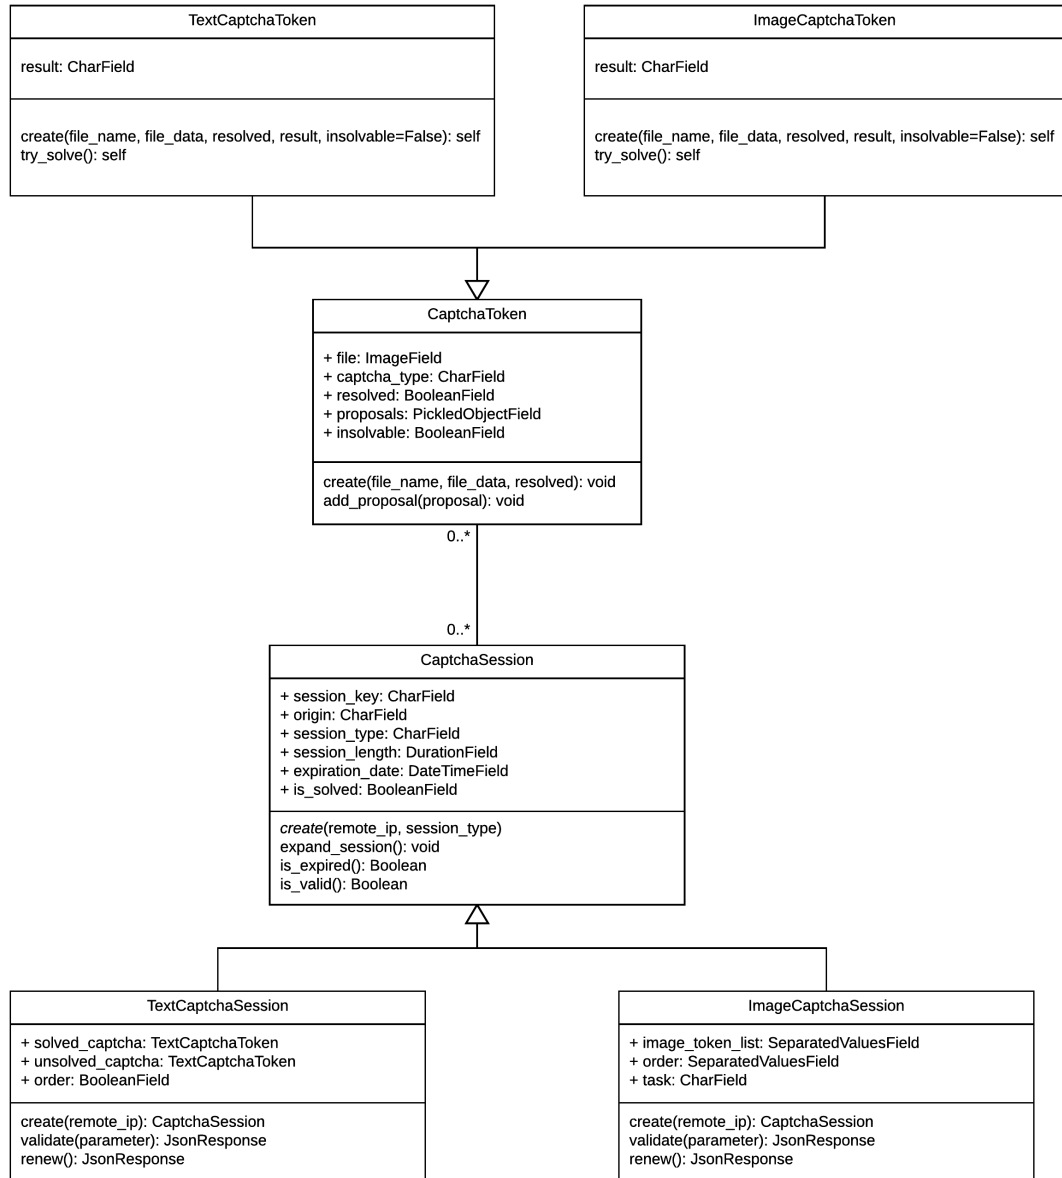 TextCaptchaToken
result: CharField
create(file_name, file_data, resolved, result, insolvable=False): self
try_solve(): self
ImageCaptchaToken
result: CharField
create(file_name, file_data, resolved, result, insolvable=False): self
try_solve(): self
CaptchaToken
+ file: ImageField
+ captcha_type: CharField
+ resolved: BooleanField
+ proposals: PickledObjectField
+ insolvable: BooleanField
create(file_name, file_data, resolved): void
add_proposal(proposal): void
0..*
0..*
CaptchaSession
+ session_key: CharField
+ origin: CharField
+ session_type: CharField
+ session_length: DurationField
+ expiration_date: DateTimeField
+ is_solved: BooleanField
create(remote_ip, session_type)
expand_session(): void
is_expired(): Boolean
is_valid(): Boolean
TextCaptchaSession
+ solved_captcha: TextCaptchaToken
+ unsolved_captcha: TextCaptchaToken
+ order: BooleanField
create(remote_ip): CaptchaSession
validate(parameter): JsonResponse
renew(): JsonResponse
ImageCaptchaSession
+ image_token_list: SeparatedValuesField
+ order: SeparatedValuesField
+ task: CharField
create(remote_ip): CaptchaSession
validate(parameter): JsonResponse
renew(): JsonResponse